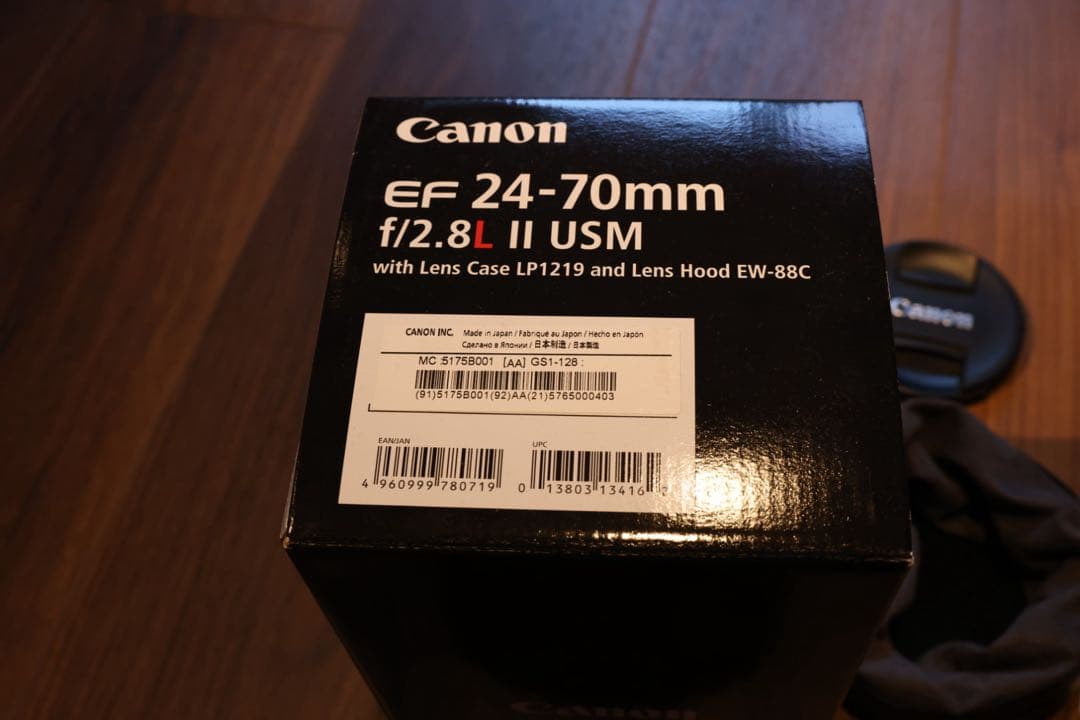 Canon
EF 24-70mm
f/2.8L II USM
with Lens Case LP1219 and Lens Hood EW-88C
CANON INC. Made in Japan / Fabriqué au Japon / Hecho en Japón
Сделано в Японии / 日本制造 / 日本製造
MC :5175B001 [AA] GS1-128 :
(91)5175B001(92)AA(21)5765000403
EAN/JAN
4 960999 780719
UPC
0 13803 13416
Canon
Canon